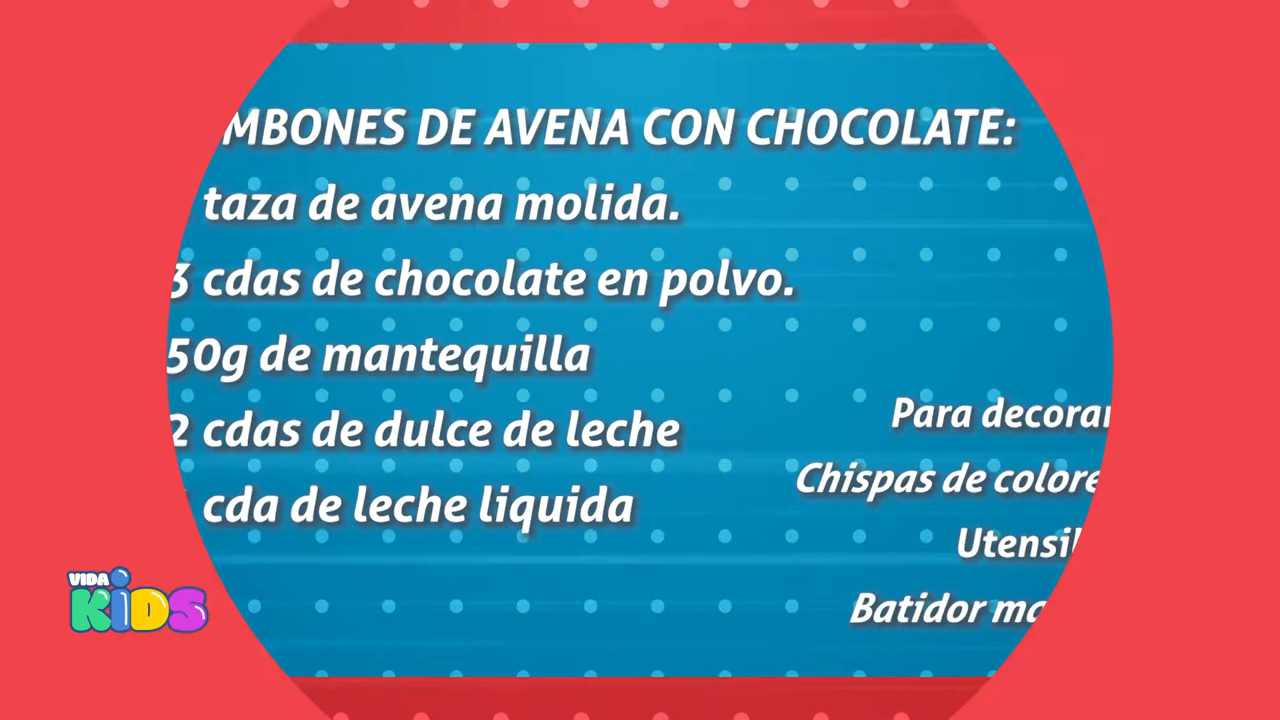 MBONES DE AVENA CON CHOCOLATE:
taza de avena molida.
3 cdas de chocolate en polvo.
50g de mantequilla
2 cdas de dulce de leche
cda de leche liquida
Para decorar
Chispas de colore
Utensil
Batidor ma
VIDA
KiDS